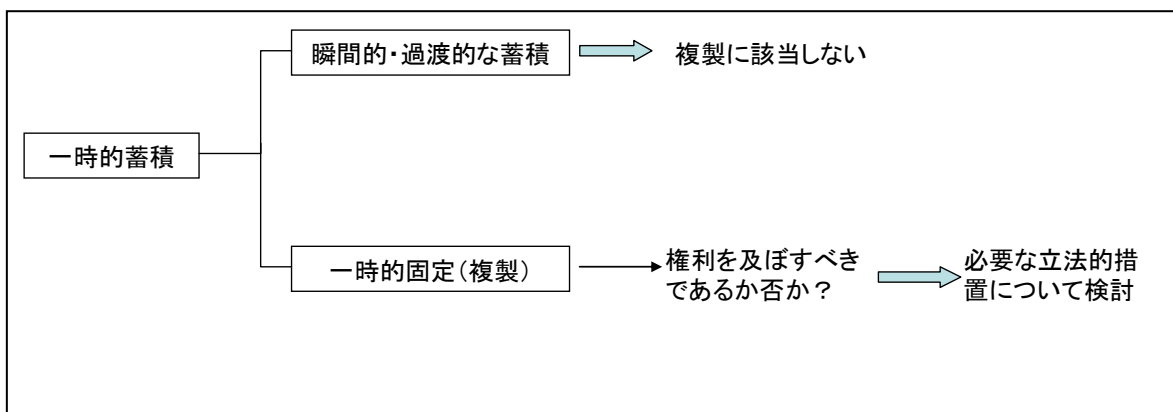 瞬間的・過渡的な蓄積
複製に該当しない
一時的蓄積
一時的固定(複製)
権利を及ぼすべき
であるか否か？
必要な立法的措
置について検討